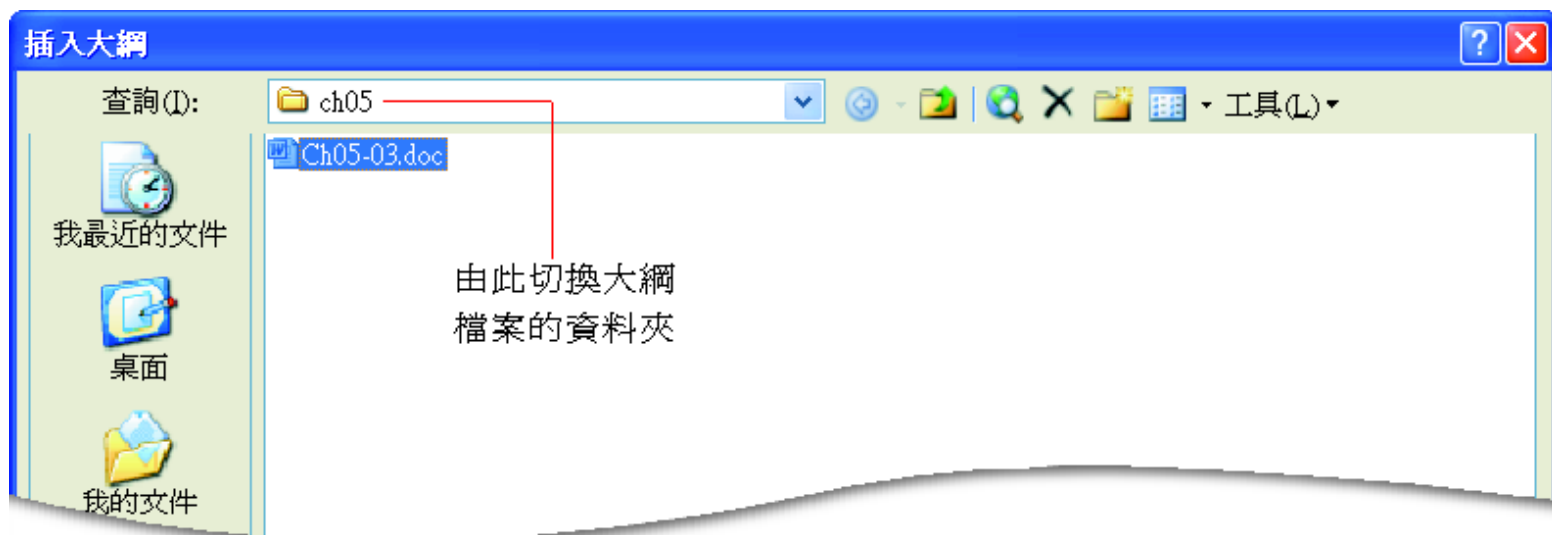 插入大綱
查詢(I): ch05 工具(L)
Ch05-03.doc
我最近的文件
由此切換大綱
檔案的資料夾
桌面
我的文件